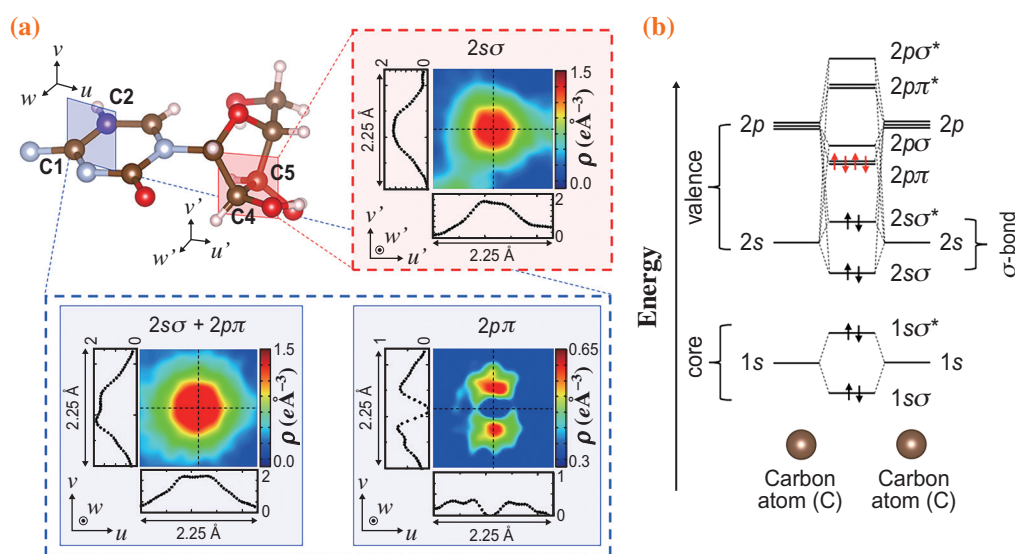 (a)
v
w
u
C2
C1
C5
C4
v'
w'
u'
2sσ
2
0
2.25 Å
1.5
ρ (eÅ⁻³)
0.0
2
0
2.25 Å
v'
w'
u'
2sσ + 2pπ
2
0
2.25 Å
1.5
ρ (eÅ⁻³)
0.0
2
0
2.25 Å
v
w
u
2pπ
1
0
2.25 Å
0.65
ρ (eÅ⁻³)
0.3
1
0
2.25 Å
v
w
u
(b)
Energy
valence
core
2p
2s
1s
2pσ*
2pπ*
2pσ
2pπ
2sσ*
2sσ
1sσ*
1sσ
2p
2s
1s
σ-bond
Carbon
atom (C)
Carbon
atom (C)